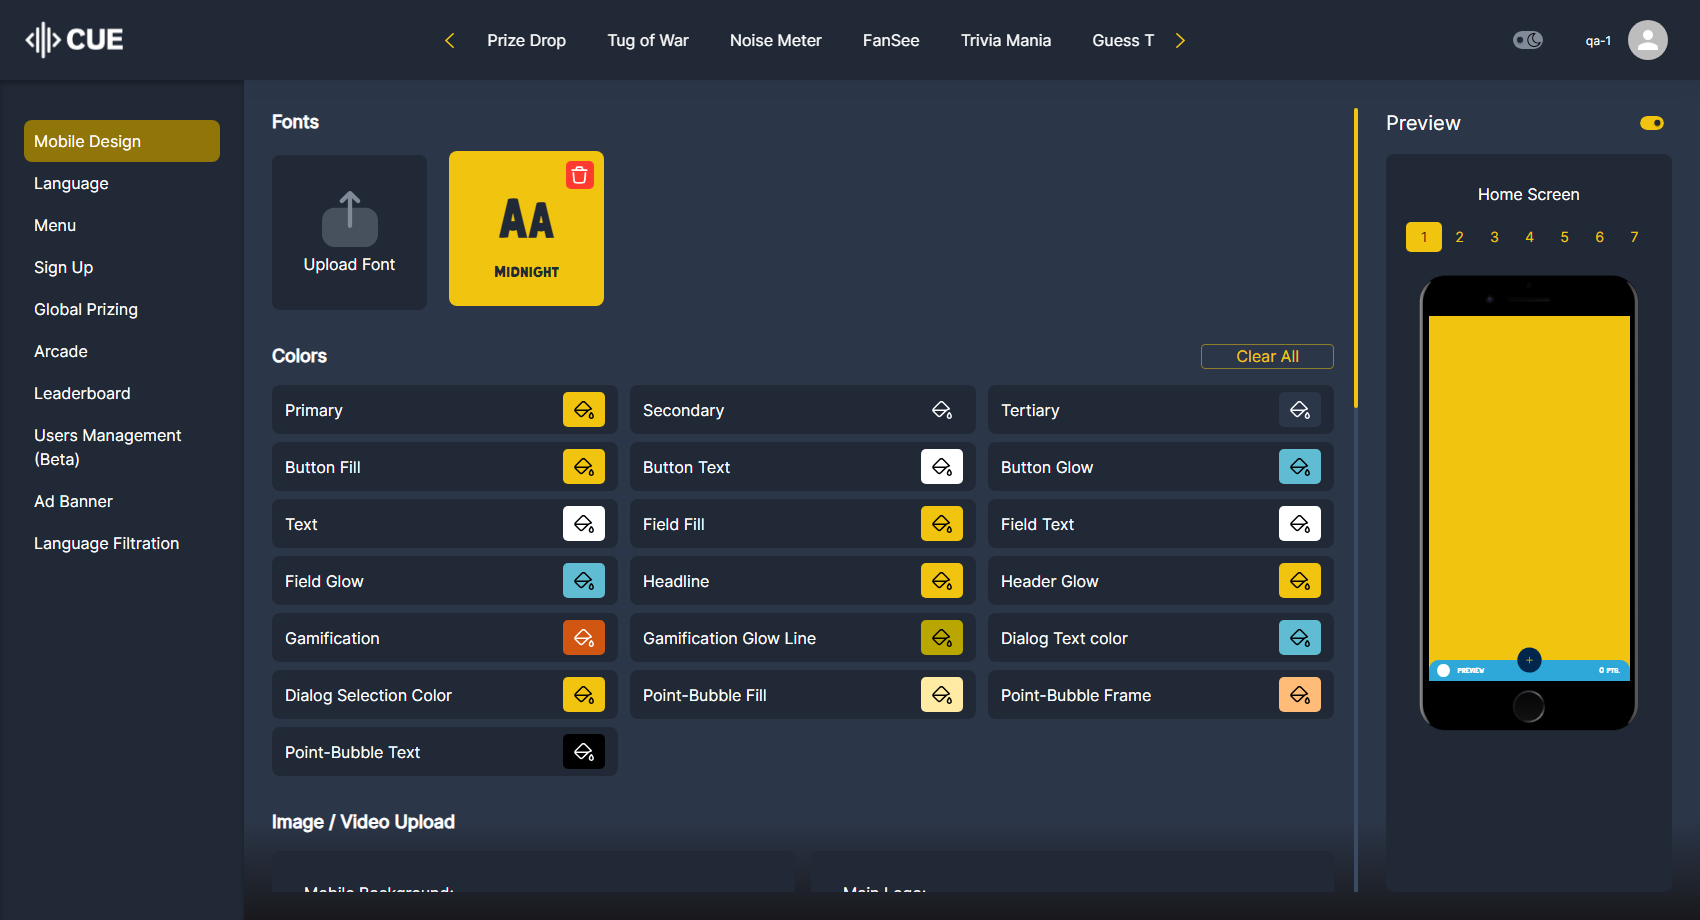 CUE
Prize Drop
Tug of War
Noise Meter
FanSee
Trivia Mania
Guess T
qa-1
Mobile Design
Language
Menu
Sign Up
Global Prizing
Arcade
Leaderboard
Users Management
(Beta)
Ad Banner
Language Filtration
Fonts
Upload Font
AA
MIDNIGHT
Colors
Clear All
Primary
Secondary
Tertiary
Button Fill
Button Text
Button Glow
Text
Field Fill
Field Text
Field Glow
Headline
Header Glow
Gamification
Gamification Glow Line
Dialog Text color
Dialog Selection Color
Point-Bubble Fill
Point-Bubble Frame
Point-Bubble Text
Image / Video Upload
Mobile Background:
Main Logo:
Preview
Home Screen
1 2 3 4 5 6 7
+
PREVIEW
0 PTS.